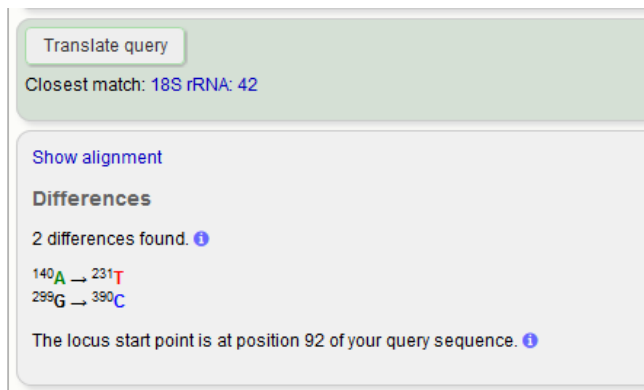 Translate query
Closest match: 18S rRNA: 42
Show alignment
Differences
2 differences found. i
140A → 231T
299G → 390C
The locus start point is at position 92 of your query sequence. i